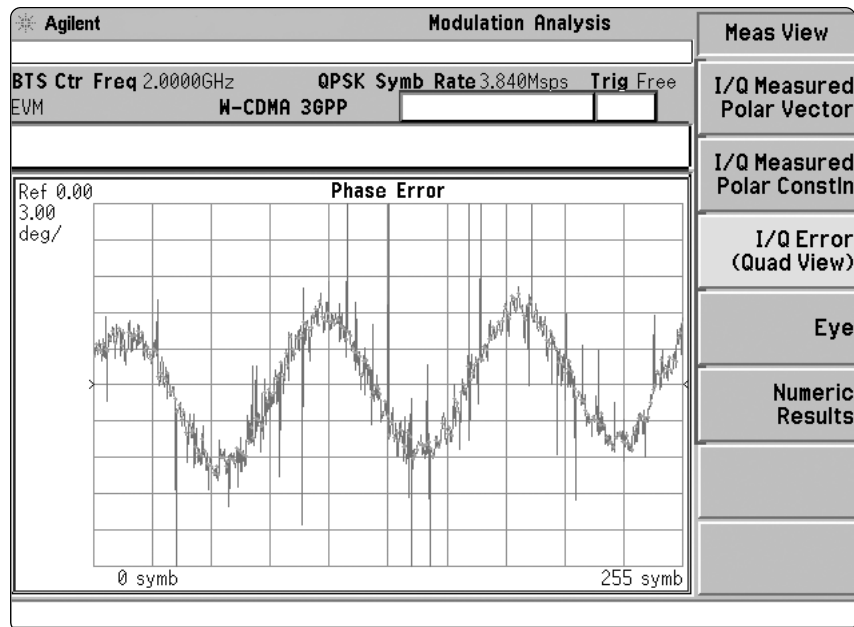 Agilent
Modulation Analysis
BTS Ctr Freq 2.0000GHz QPSK Symb Rate 3.840Msps Trig Free
EVM W-CDMA 3GPP
Ref 0.00
Phase Error
3.00
deg/
0 symb
255 symb
Meas View
I/Q Measured
Polar Vector
I/Q Measured
Polar Constln
I/Q Error
(Quad View)
Eye
Numeric
Results